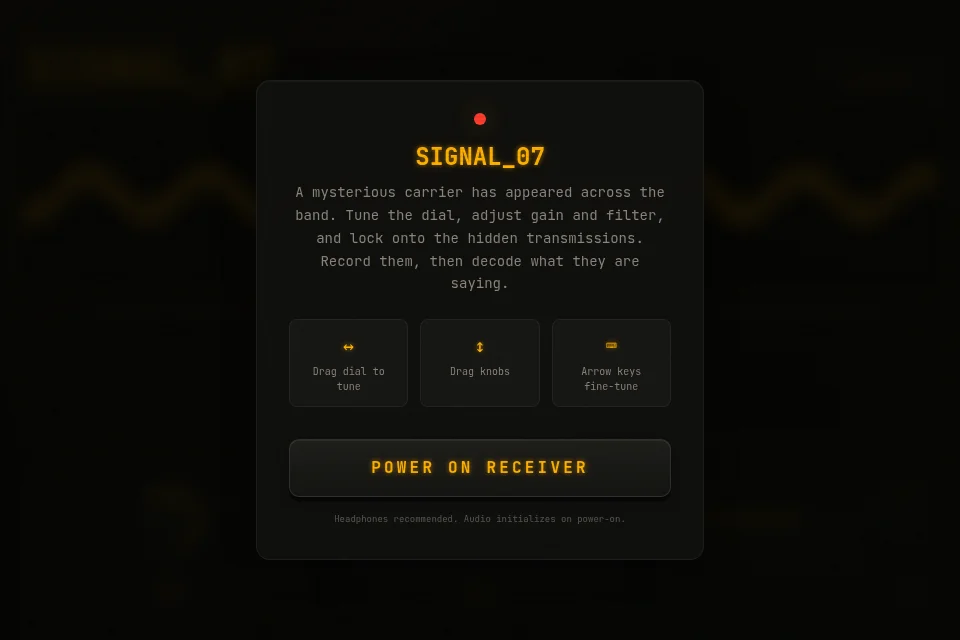 SIGNAL_07
A mysterious carrier has appeared across the
band. Tune the dial, adjust gain and filter,
and lock onto the hidden transmissions.
Record them, then decode what they are
saying.
↔
Drag dial to
tune
↕
Drag knobs
⌨
Arrow keys
fine-tune
POWER ON RECEIVER
Headphones recommended. Audio initializes on power-on.